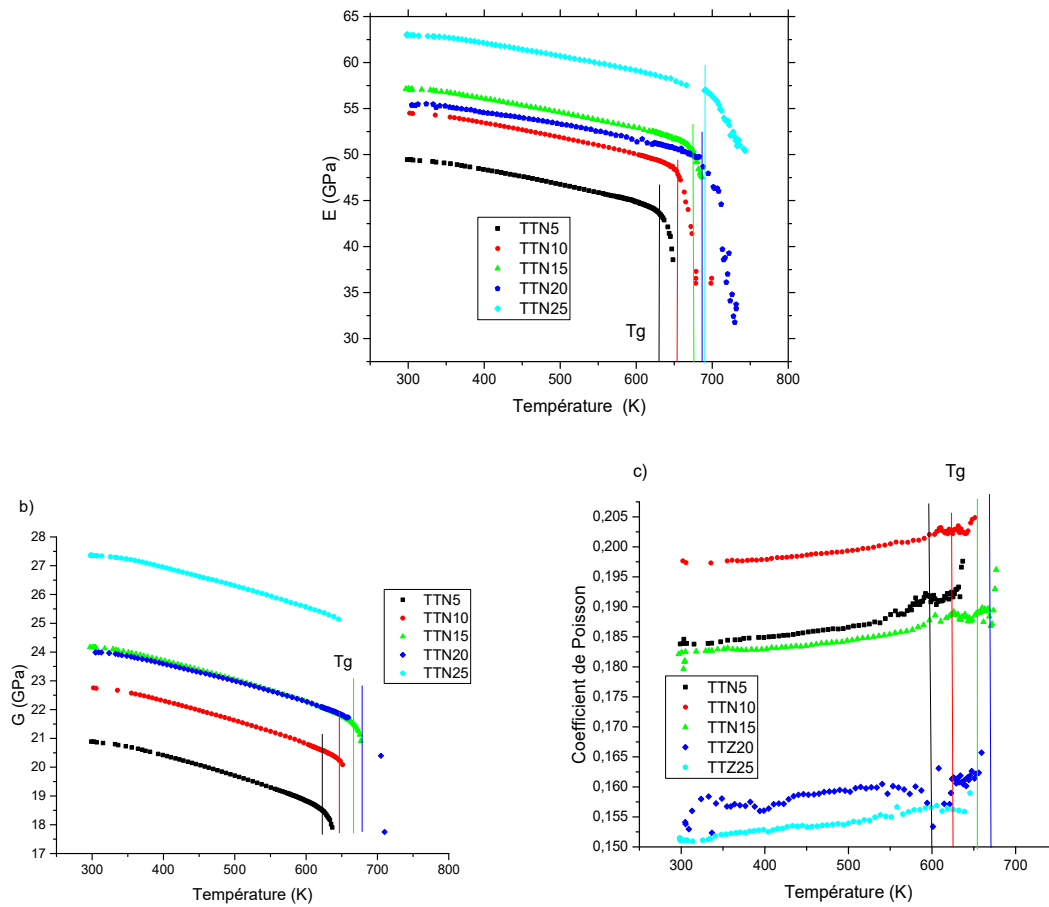 65
60
55
50
45
40
35
30
E (GPa)
TTN5
TTN10
TTN15
TTN20
TTN25
Tg
300 400 500 600 700 800
Température (K)
b)
28
27
26
25
24
23
22
21
20
19
18
17
G (GPa)
TTN5
TTN10
TTN15
TTN20
TTN25
Tg
300 400 500 600 700 800
Température (K)
c)
Tg
0,205
0,200
0,195
0,190
0,185
0,180
0,175
0,170
0,165
0,160
0,155
0,150
Coefficient de Poisson
TTN5
TTN10
TTN15
TTZ20
TTZ25
300 400 500 600 700
Température (K)